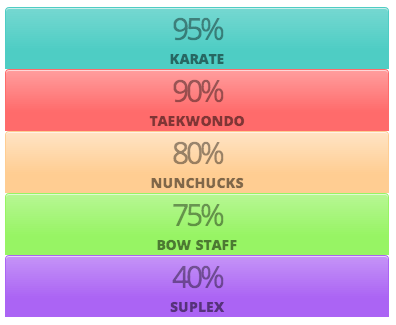 95%
KARATE
90%
TAEKWONDO
80%
NUNCHUCKS
75%
BOW STAFF
40%
SUPLEX